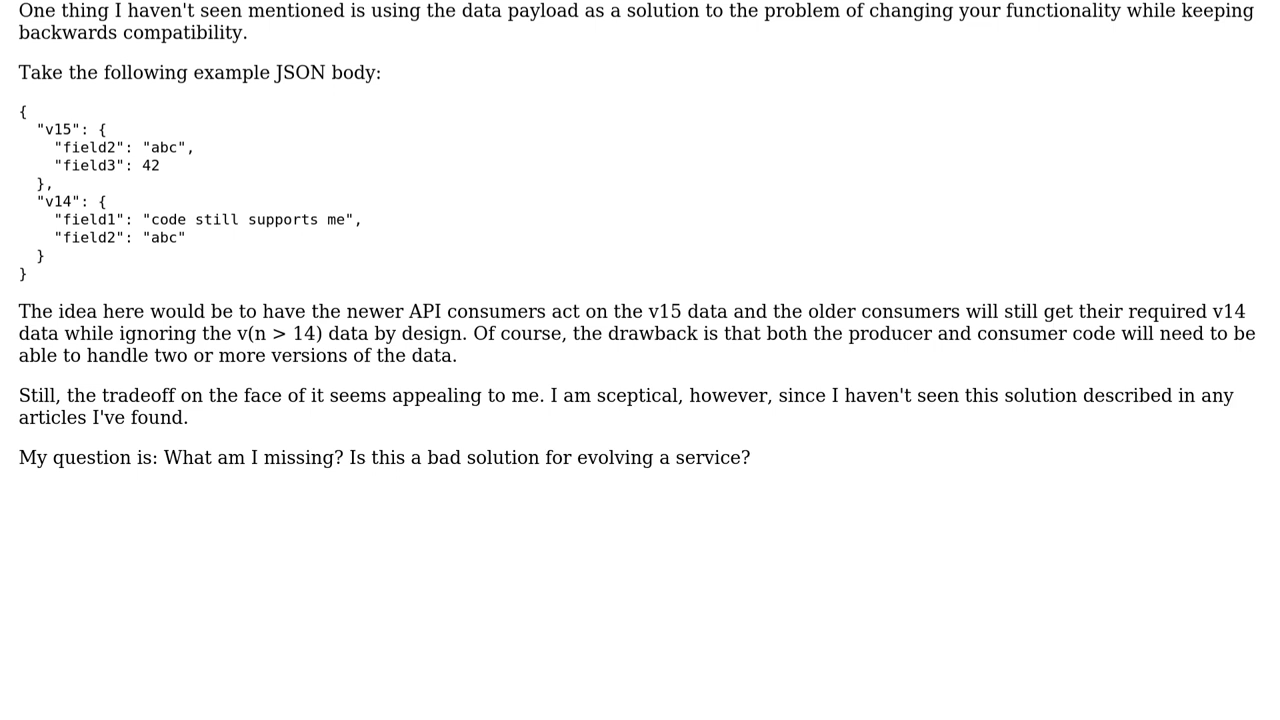 One thing I haven't seen mentioned is using the data payload as a solution to the problem of changing your functionality while keeping
backwards compatibility.
Take the following example JSON body:
{
  "v15": {
    "field2": "abc",
    "field3": 42
  },
  "v14": {
    "field1": "code still supports me",
    "field2": "abc"
  }
}
The idea here would be to have the newer API consumers act on the v15 data and the older consumers will still get their required v14
data while ignoring the v(n > 14) data by design. Of course, the drawback is that both the producer and consumer code will need to be
able to handle two or more versions of the data.
Still, the tradeoff on the face of it seems appealing to me. I am sceptical, however, since I haven't seen this solution described in any
articles I've found.
My question is: What am I missing? Is this a bad solution for evolving a service?